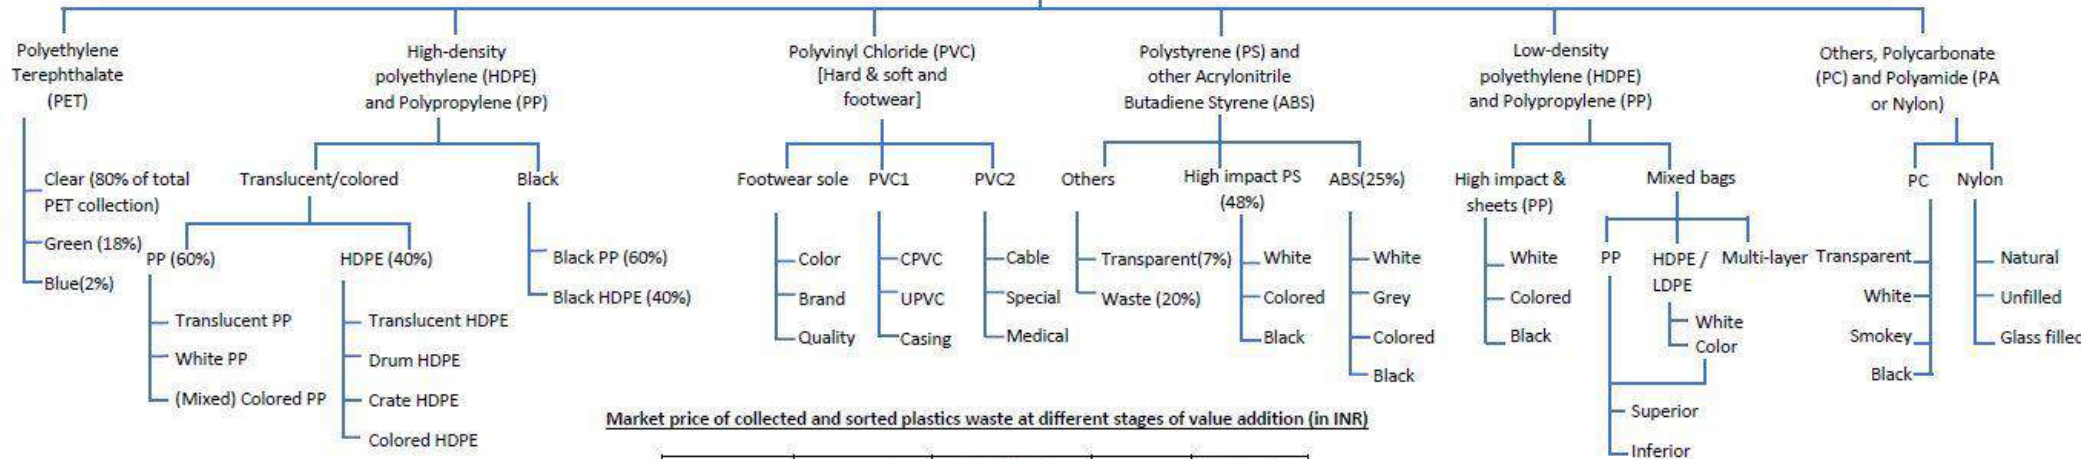 Polyethylene
Terephthalate
(PET)
Clear (80% of total
PET collection)
Green (18%)
Blue(2%)
High-density
polyethylene (HDPE)
and Polypropylene (PP)
Translucent/colored
PP (60%)
Translucent PP
White PP
(Mixed) Colored PP
HDPE (40%)
Translucent HDPE
Drum HDPE
Crate HDPE
Colored HDPE
Black
Black PP (60%)
Black HDPE (40%)
Polyvinyl Chloride (PVC)
[Hard & soft and
footwear]
Footwear sole
Color
Brand
Quality
PVC1
CPVC
UPVC
Casing
PVC2
Cable
Special
Medical
Polystyrene (PS) and
other Acrylonitrile
Butadiene Styrene (ABS)
Others
Transparent(7%)
Waste (20%)
High impact PS
(48%)
White
Colored
Black
ABS(25%)
White
Grey
Colored
Black
Low-density
polyethylene (HDPE)
and Polypropylene (PP)
High impact &
sheets (PP)
White
Colored
Black
Mixed bags
PP
HDPE /
LDPE
White
Color
Multi-layer
Superior
Inferior
Others, Polycarbonate
(PC) and Polyamide (PA
or Nylon)
PC
Transparent
White
Smokey
Black
Nylon
Natural
Unfilled
Glass filled
Market price of collected and sorted plastics waste at different stages of value addition (in INR)